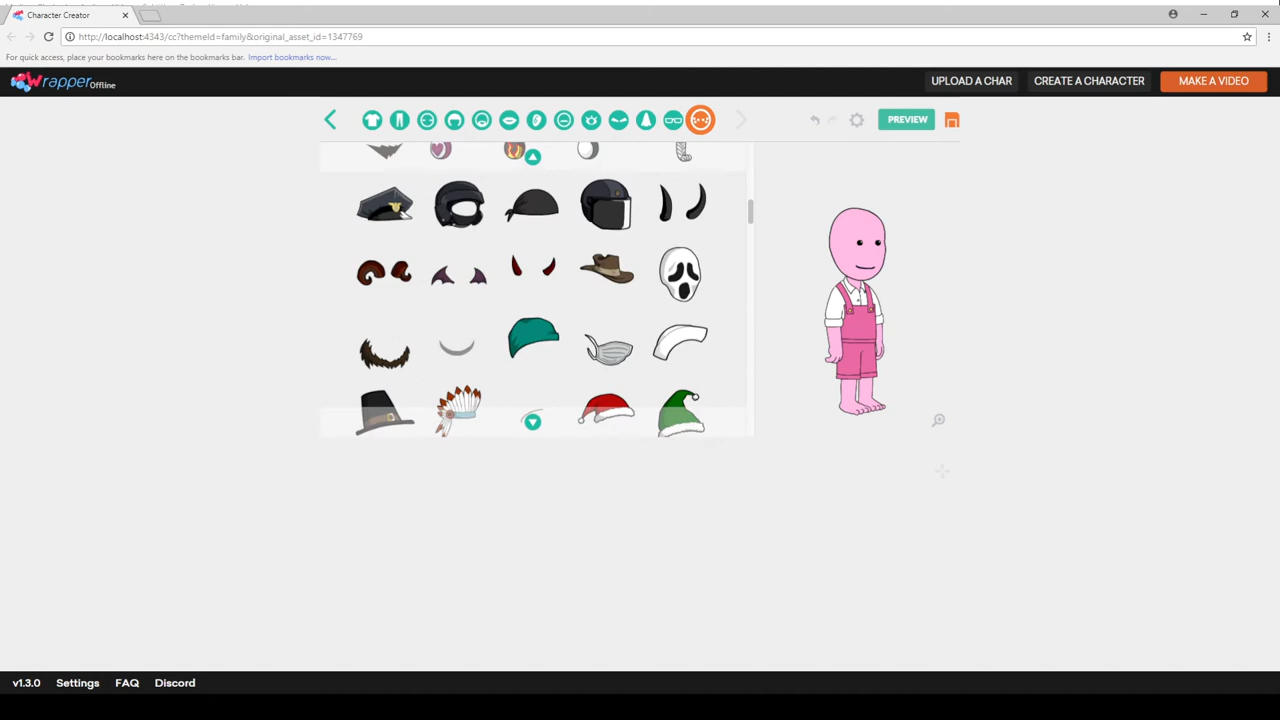 Character Creator
http://localhost:4343/cc?themeId=family&original_asset_id=1347769
For quick access, place your bookmarks here on the bookmarks bar. Import bookmarks now...
Wrapper Offline UPLOAD A CHAR CREATE A CHARACTER MAKE A VIDEO
PREVIEW
v1.3.0 Settings FAQ Discord